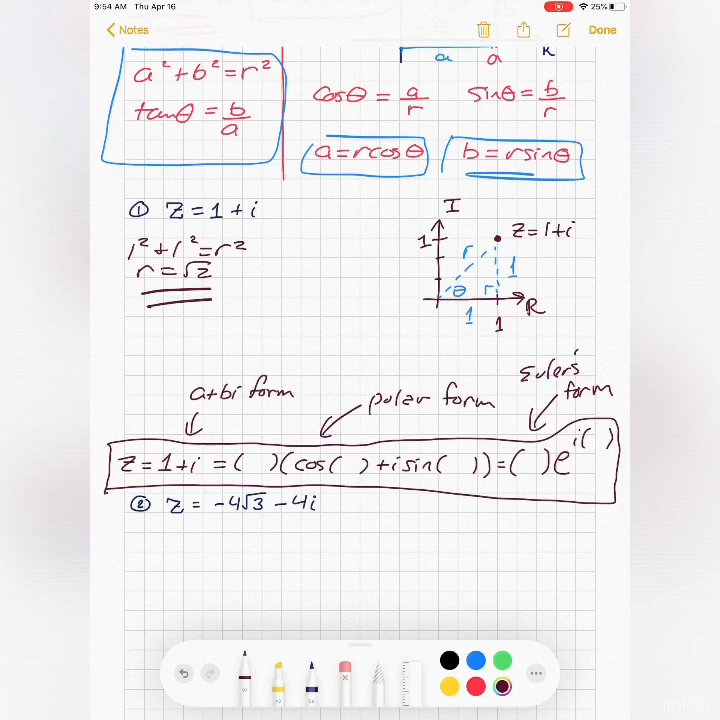 9:54 AM Thu Apr 16
25%
Notes
Done
a R
a² + b² = r²
tanθ = b/a
cosθ = a/r
sinθ = b/r
a = rcosθ
b = rsinθ
① Z = 1 + i
1² + 1² = r²
r = √2
I
1
z = 1+i
r
1
θ
r
1
1
R
a+bi form
polar form
Euler's form
z = 1+i = ( )(cos( ) + i sin( )) = ( )e^i( )
② z = -4√3 - 4i